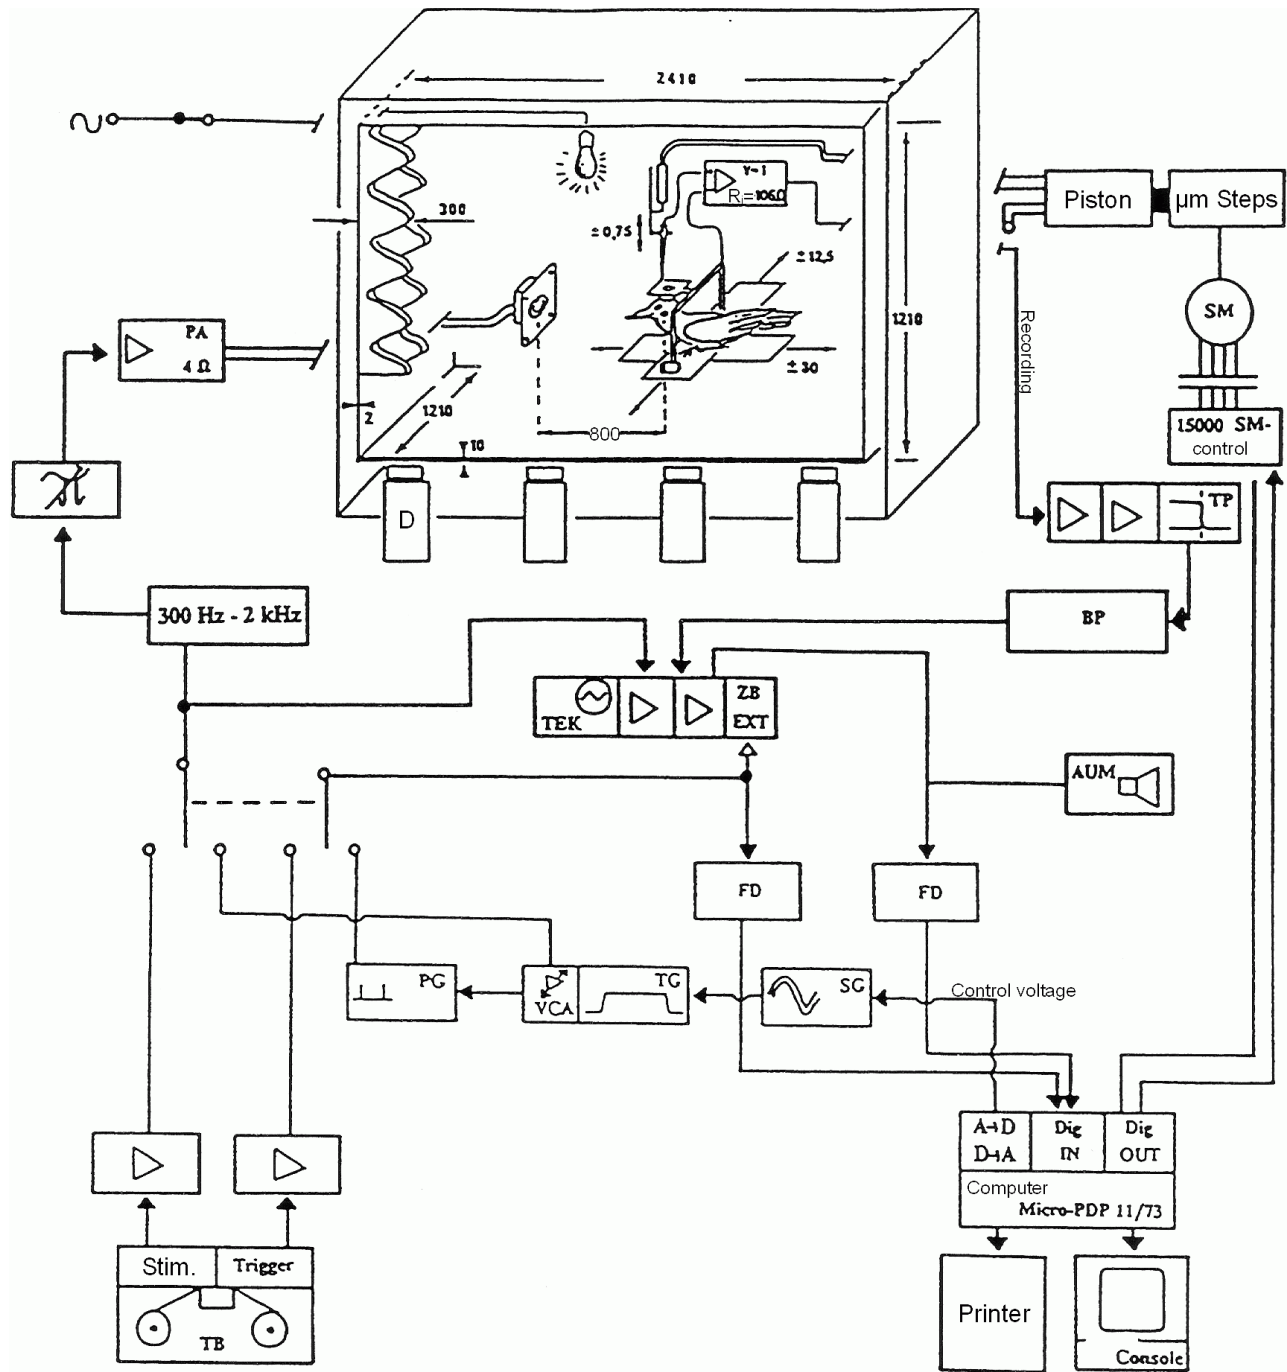 2410
V-1
Ri=106Ω
300
±0,75
±12,5
Piston
µm Steps
1210
SM
Recording
PA
4 Ω
±30
2
1210
800
10
15000 SM-
control
D
TP
300 Hz - 2 kHz
BP
TEK
ZB
EXT
AUM
FD
FD
PG
VCA
TG
SG
Control voltage
A→D
D→A
Dig
IN
Dig
OUT
Computer
Micro-PDP 11/73
Stim.
Trigger
TB
Printer
Console